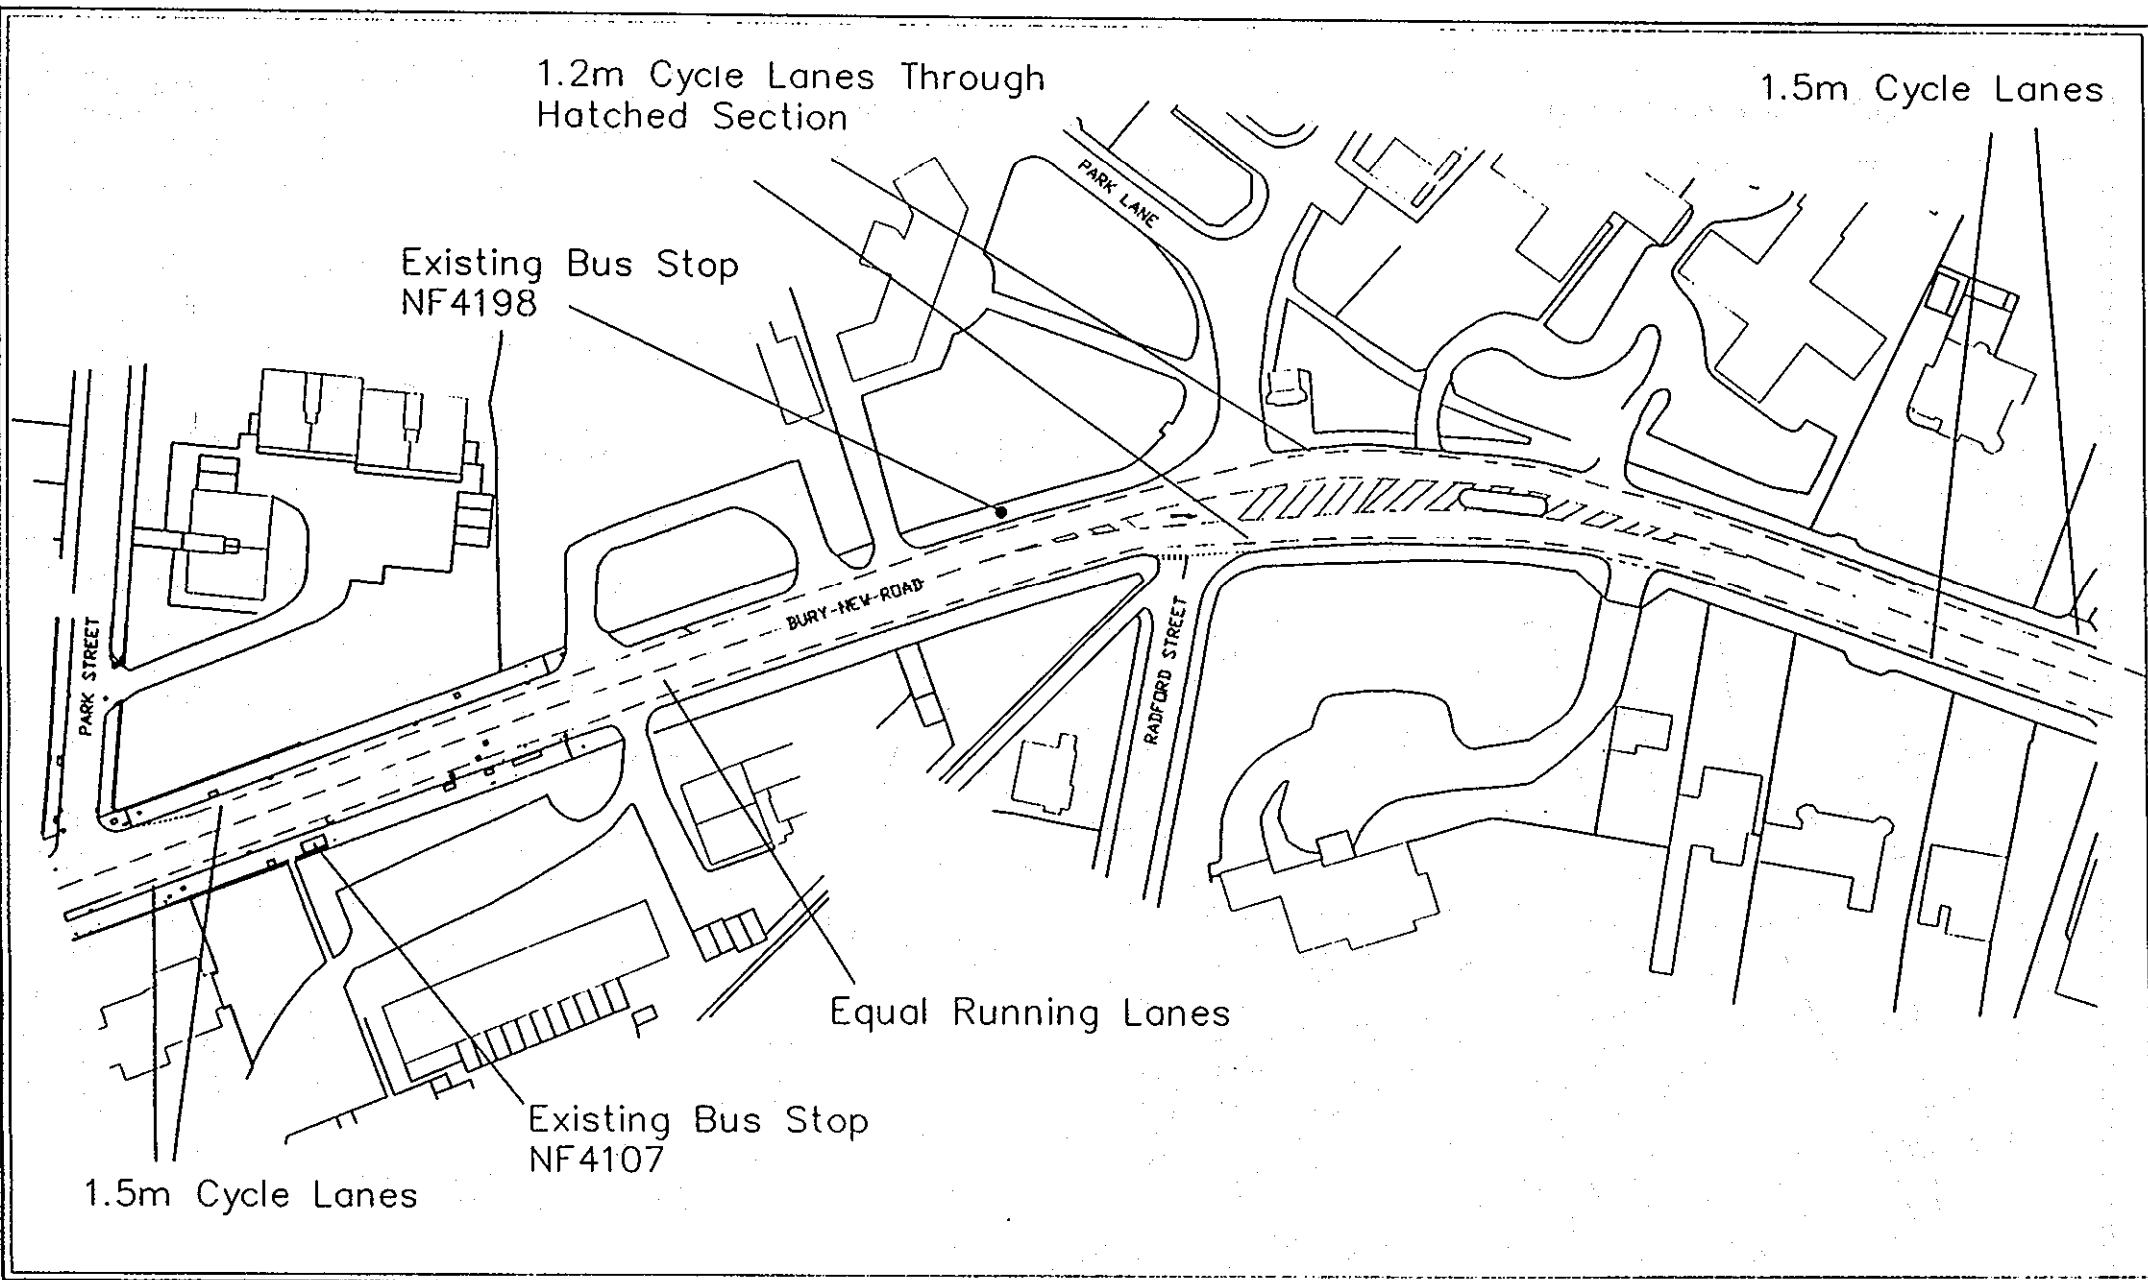 1.2m Cycle Lanes Through
Hatched Section
1.5m Cycle Lanes
PARK LANE
Existing Bus Stop
NF4198
BURY-NEW-ROAD
PARK STREET
RADFORD STREET
Equal Running Lanes
Existing Bus Stop
NF4107
1.5m Cycle Lanes